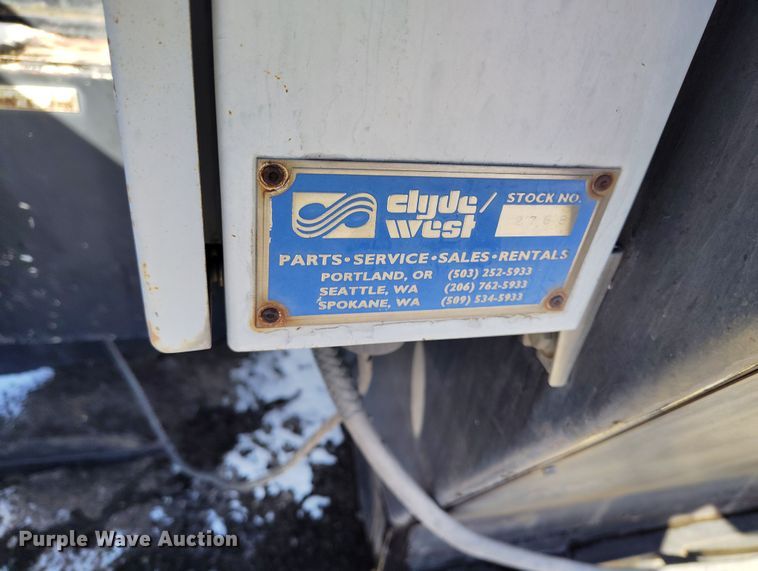 clyde/
west
STOCK NO.
2768
PARTS•SERVICE•SALES•RENTALS
PORTLAND, OR (503) 252-5933
SEATTLE, WA (206) 762-5933
SPOKANE, WA (509) 534-5933
Purple Wave Auction